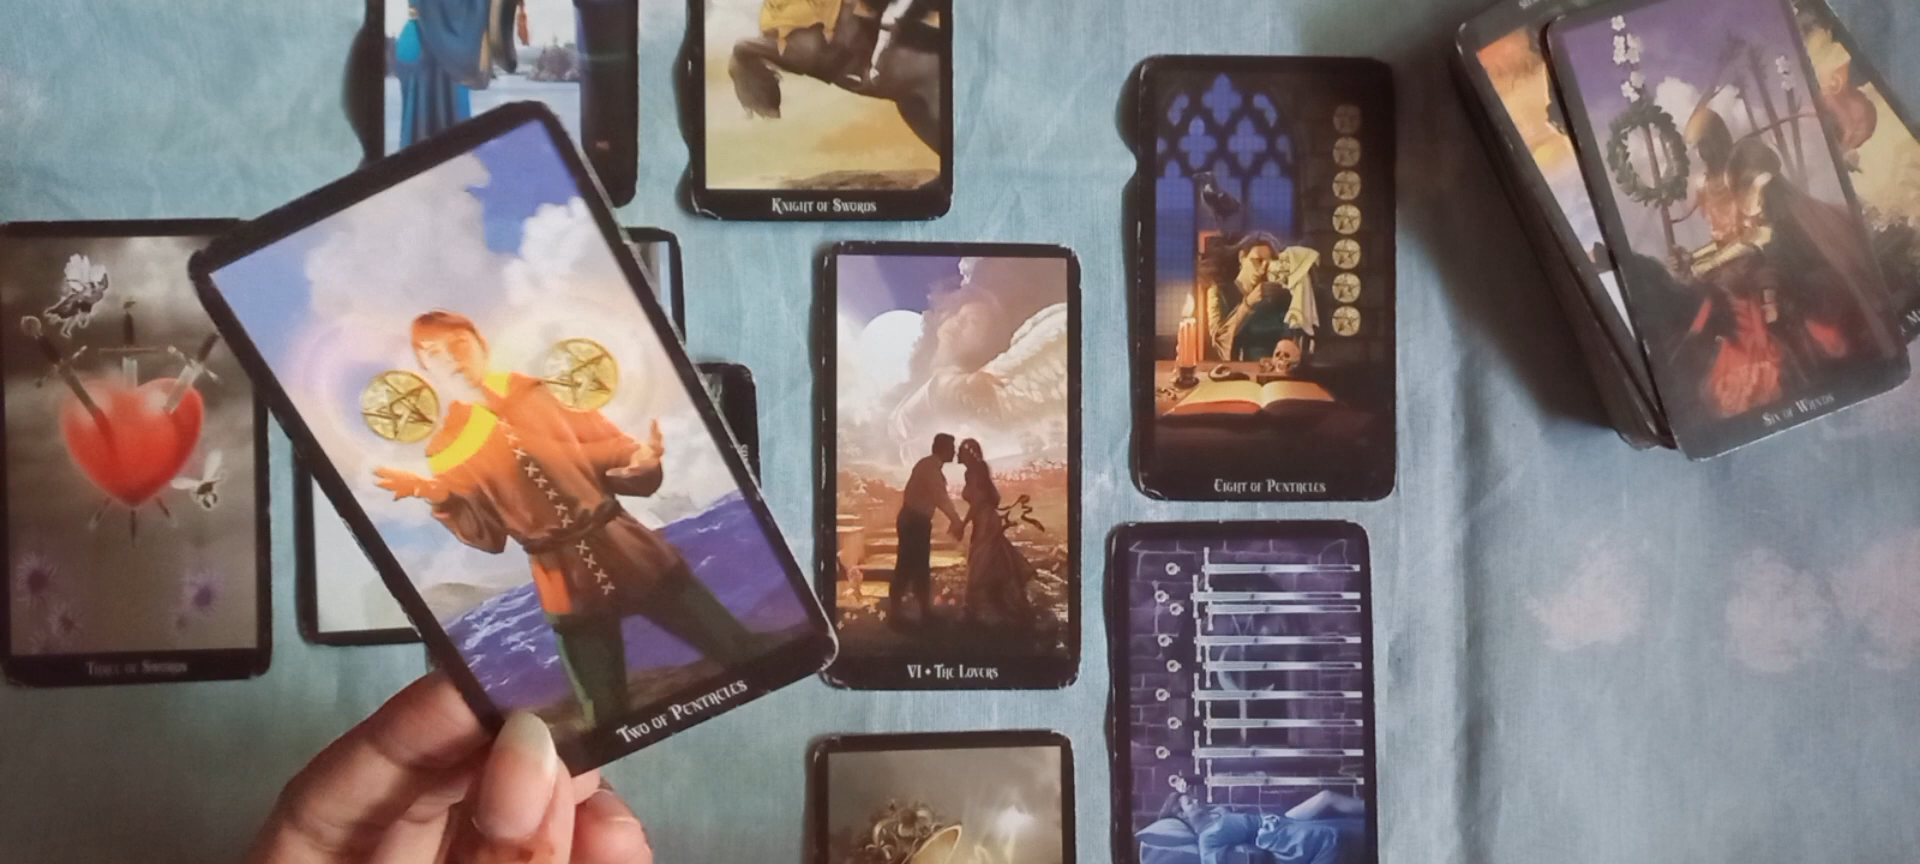 Knight of Swords
Three of Swords
Two of Pentacles
VI • The Lovers
Eight of Pentacles
Six of Wands